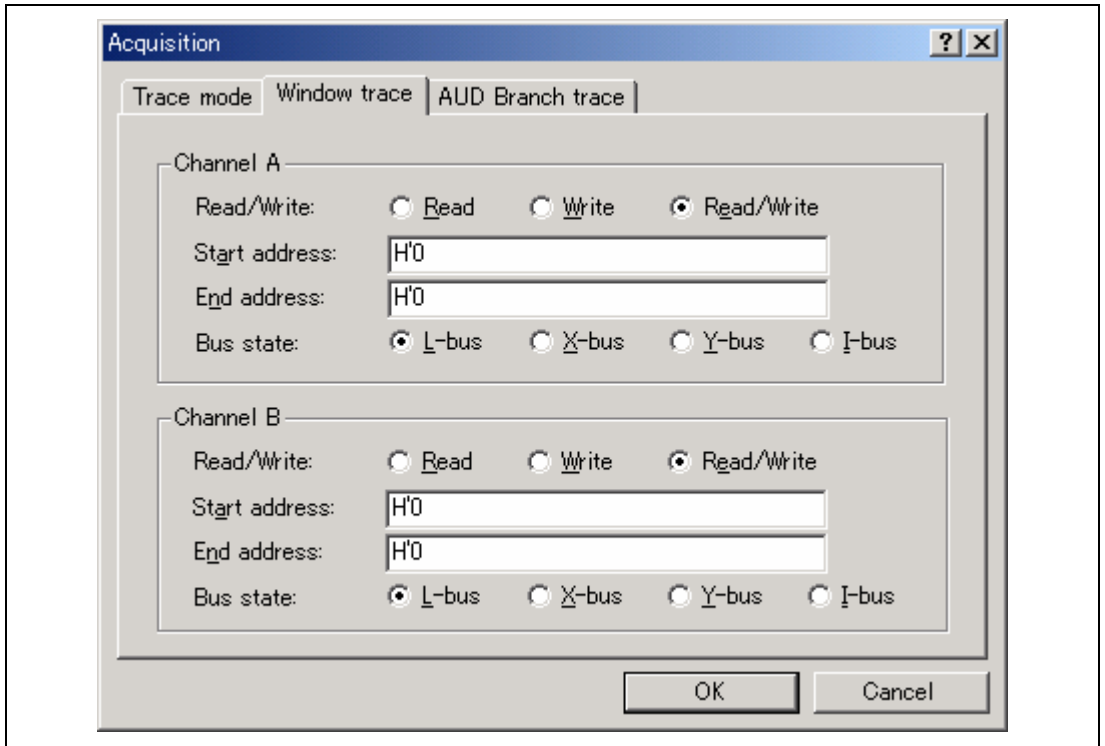 Acquisition
Trace mode Window trace AUD Branch trace
Channel A
Read/Write: Read Write Read/Write
Start address: H'0
End address: H'0
Bus state: L-bus X-bus Y-bus I-bus
Channel B
Read/Write: Read Write Read/Write
Start address: H'0
End address: H'0
Bus state: L-bus X-bus Y-bus I-bus
OK Cancel